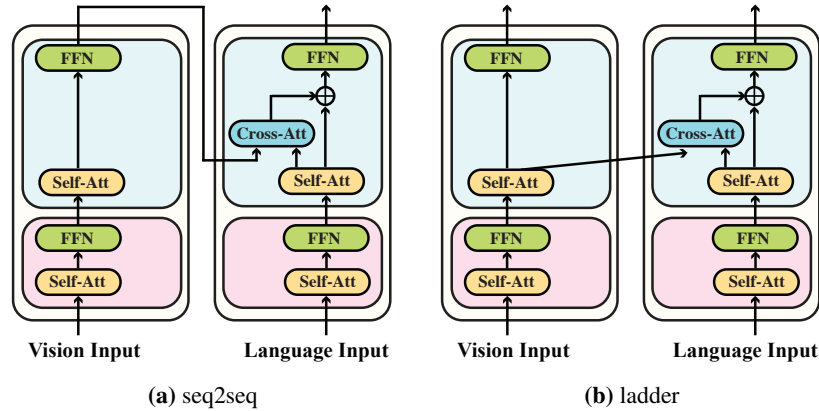 FFN
Cross-Att
Self-Att
FFN
Self-Att
Vision Input
FFN
Self-Att
FFN
Self-Att
Language Input
(a) seq2seq
FFN
Self-Att
FFN
Self-Att
Vision Input
FFN
Cross-Att
Self-Att
FFN
Self-Att
Language Input
(b) ladder